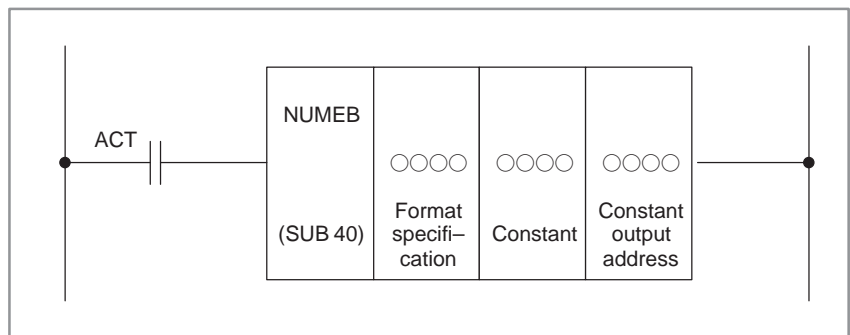 ACT
NUMEB
(SUB 40)
○○○○
Format
specifi–
cation
○○○○
Constant
○○○○
Constant
output
address